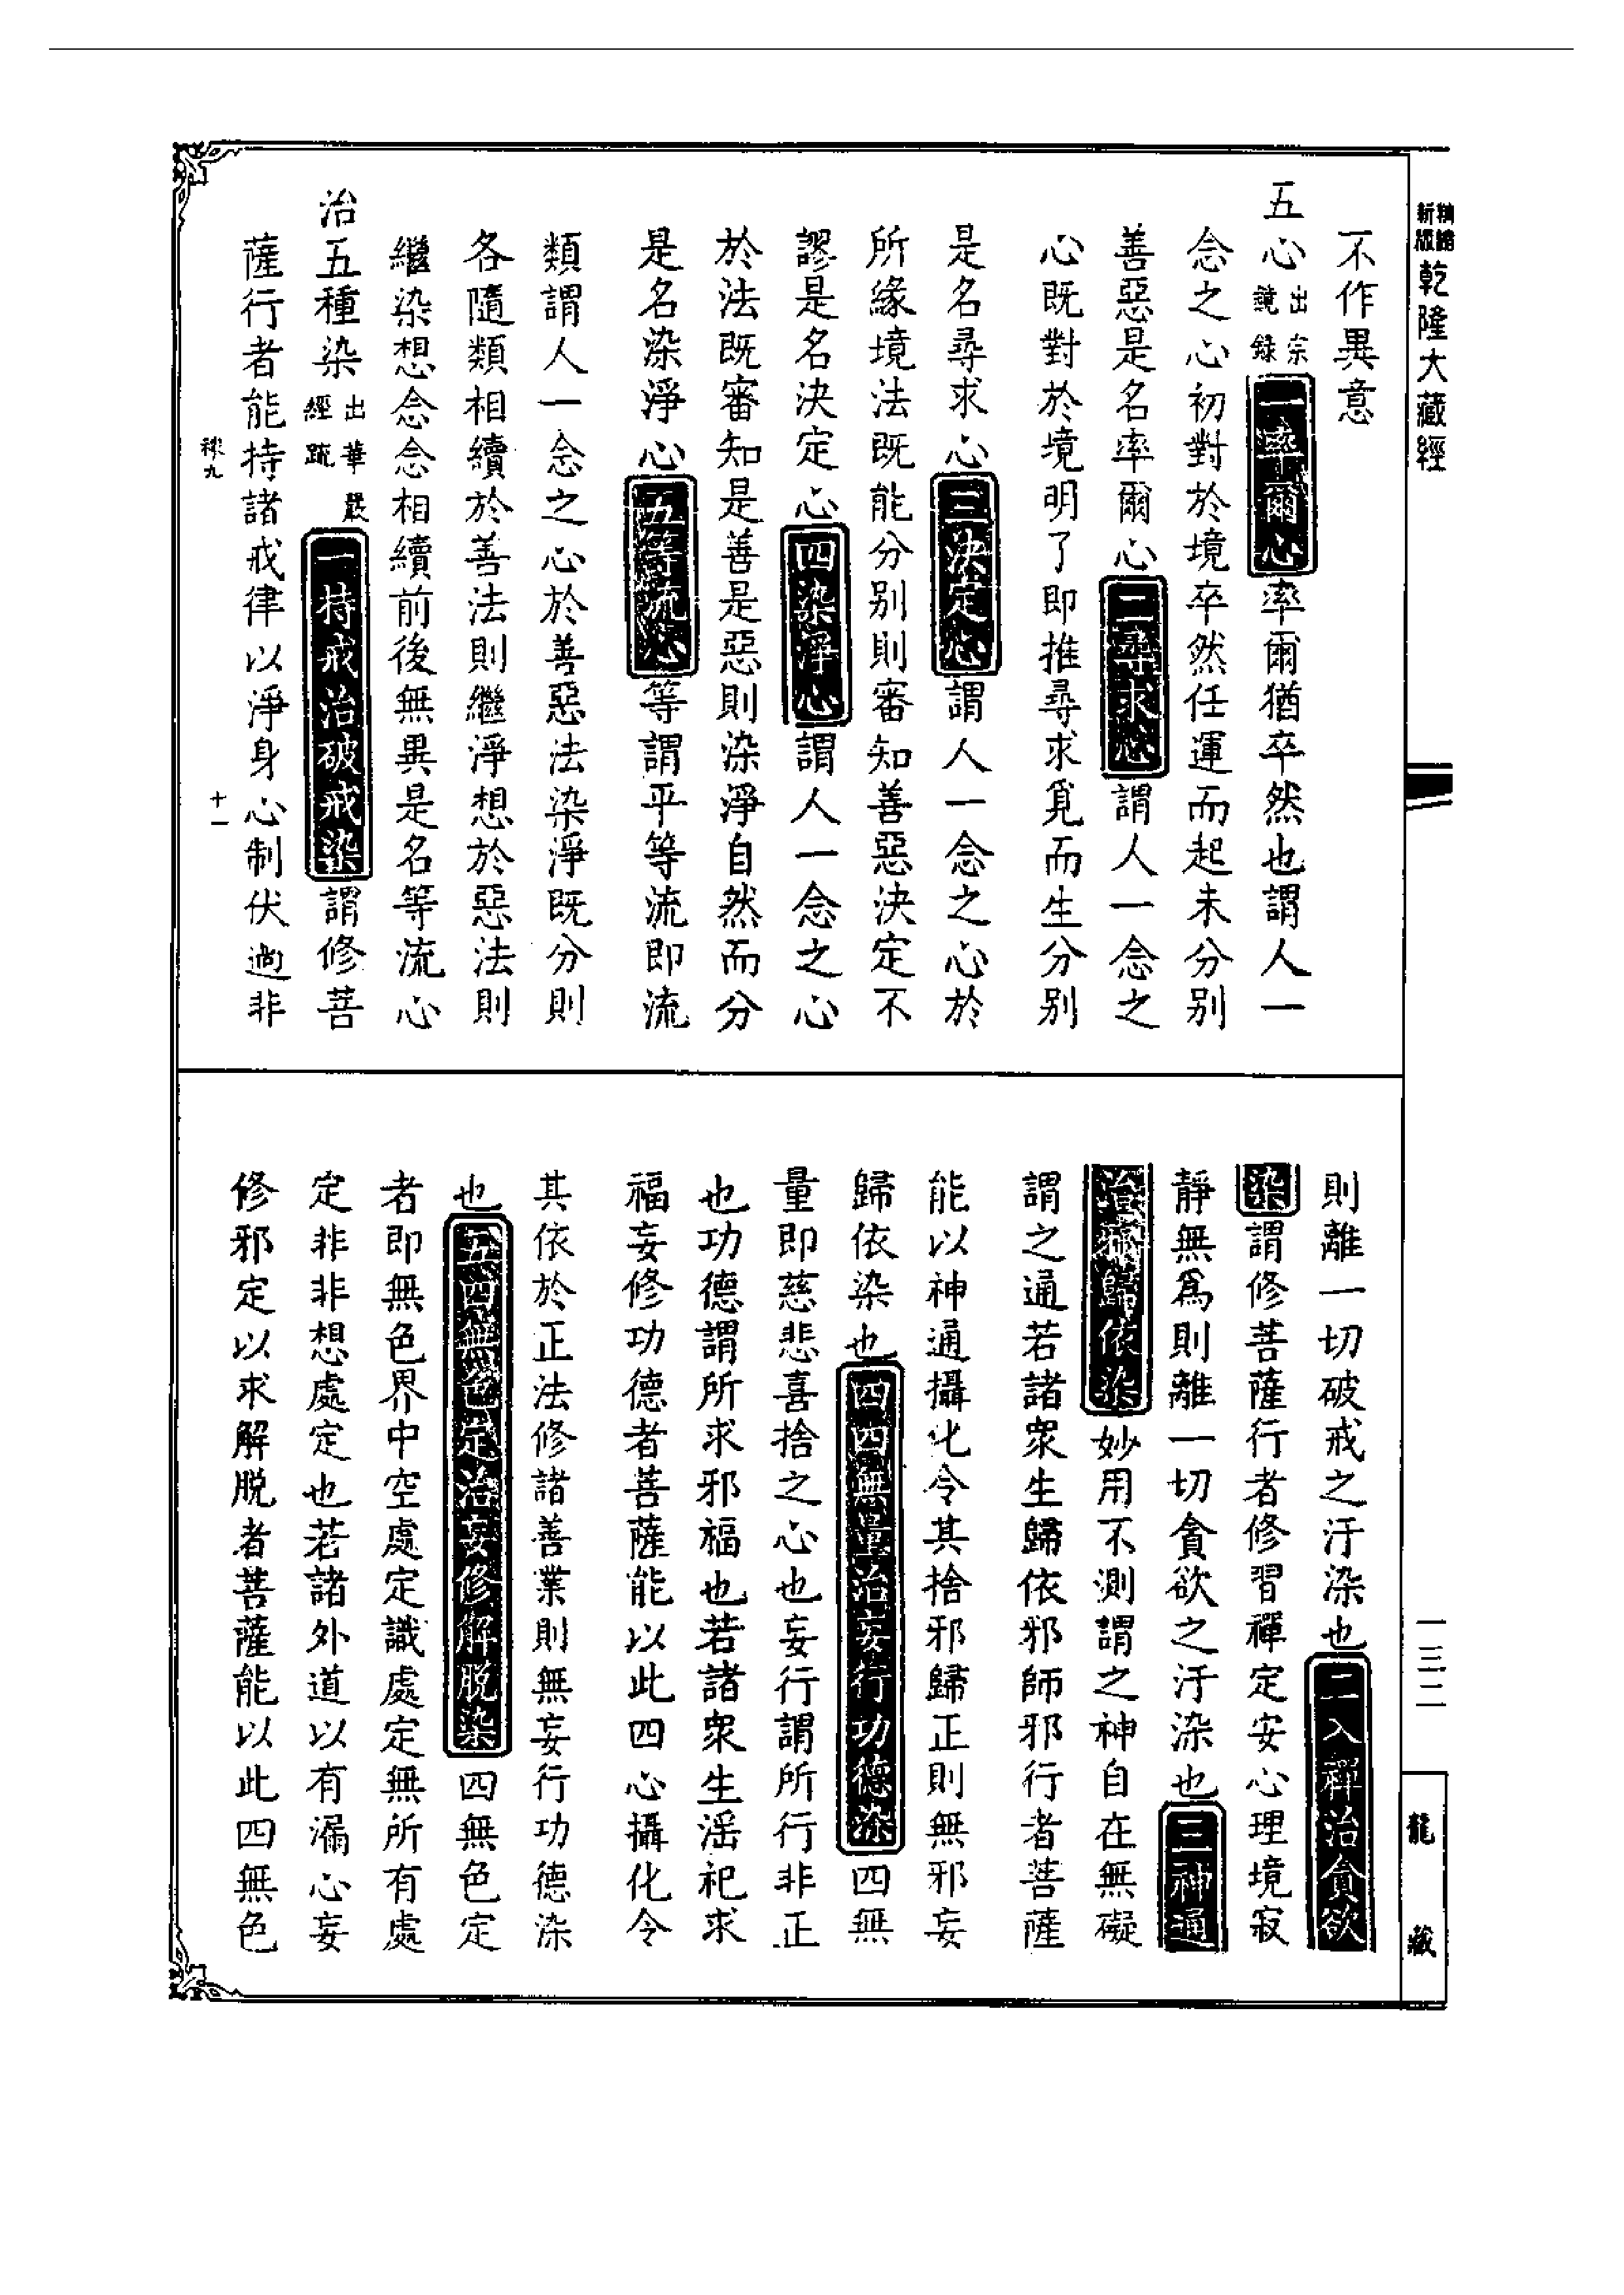 新版精諦乾隆大藏經
不作異意
五心出宗鏡錄一率爾心率爾猶卒然也謂人一
念之心初對於境卒然任運而起未分別
善惡是名率爾心二尋求心謂人一念之
心既對於境明了即推尋求覓而生分別
是名尋求心三決定心謂人一念之心於
所緣境法既能分別則審知善惡決定不
謬是名決定心四染淨心謂人一念之心
於法既審知是善是惡則染淨自然而分
是名染淨心五等流心等謂平等流即流
類謂人一念之心於善惡法染淨既分則
各隨類相續於善法則繼淨想於惡法則
繼染想念念相續前後無異是名等流心
治五種染出華嚴經疏一持戒治破戒染謂修菩
薩行者能持諸戒律以淨身心制伏過非
祿九 十一
則離一切破戒之汙染也二入禪治貪欲
染謂修菩薩行者修習禪定安心理境寂
靜無為則離一切貪欲之汙染也三神通
治邪歸依染妙用不測謂之神自在無礙
謂之通若諸眾生歸依邪師邪行者菩薩
能以神通攝化令其捨邪歸正則無邪妄
歸依染也四四無量治妄行功德染四無
量即慈悲喜捨之心也妄行謂所行非正
也功德謂所求邪福也若諸眾生淫祀求
福妄修功德者菩薩能以此四心攝化令
其依於正法修諸善業則無妄行功德染
也五四無色定治妄修解脫染四無色定
者即無色界中空處定識處定無所有處
定非非想處定也若諸外道以有漏心妄
修邪定以求解脫者菩薩能以此四無色
一三二
龍藏